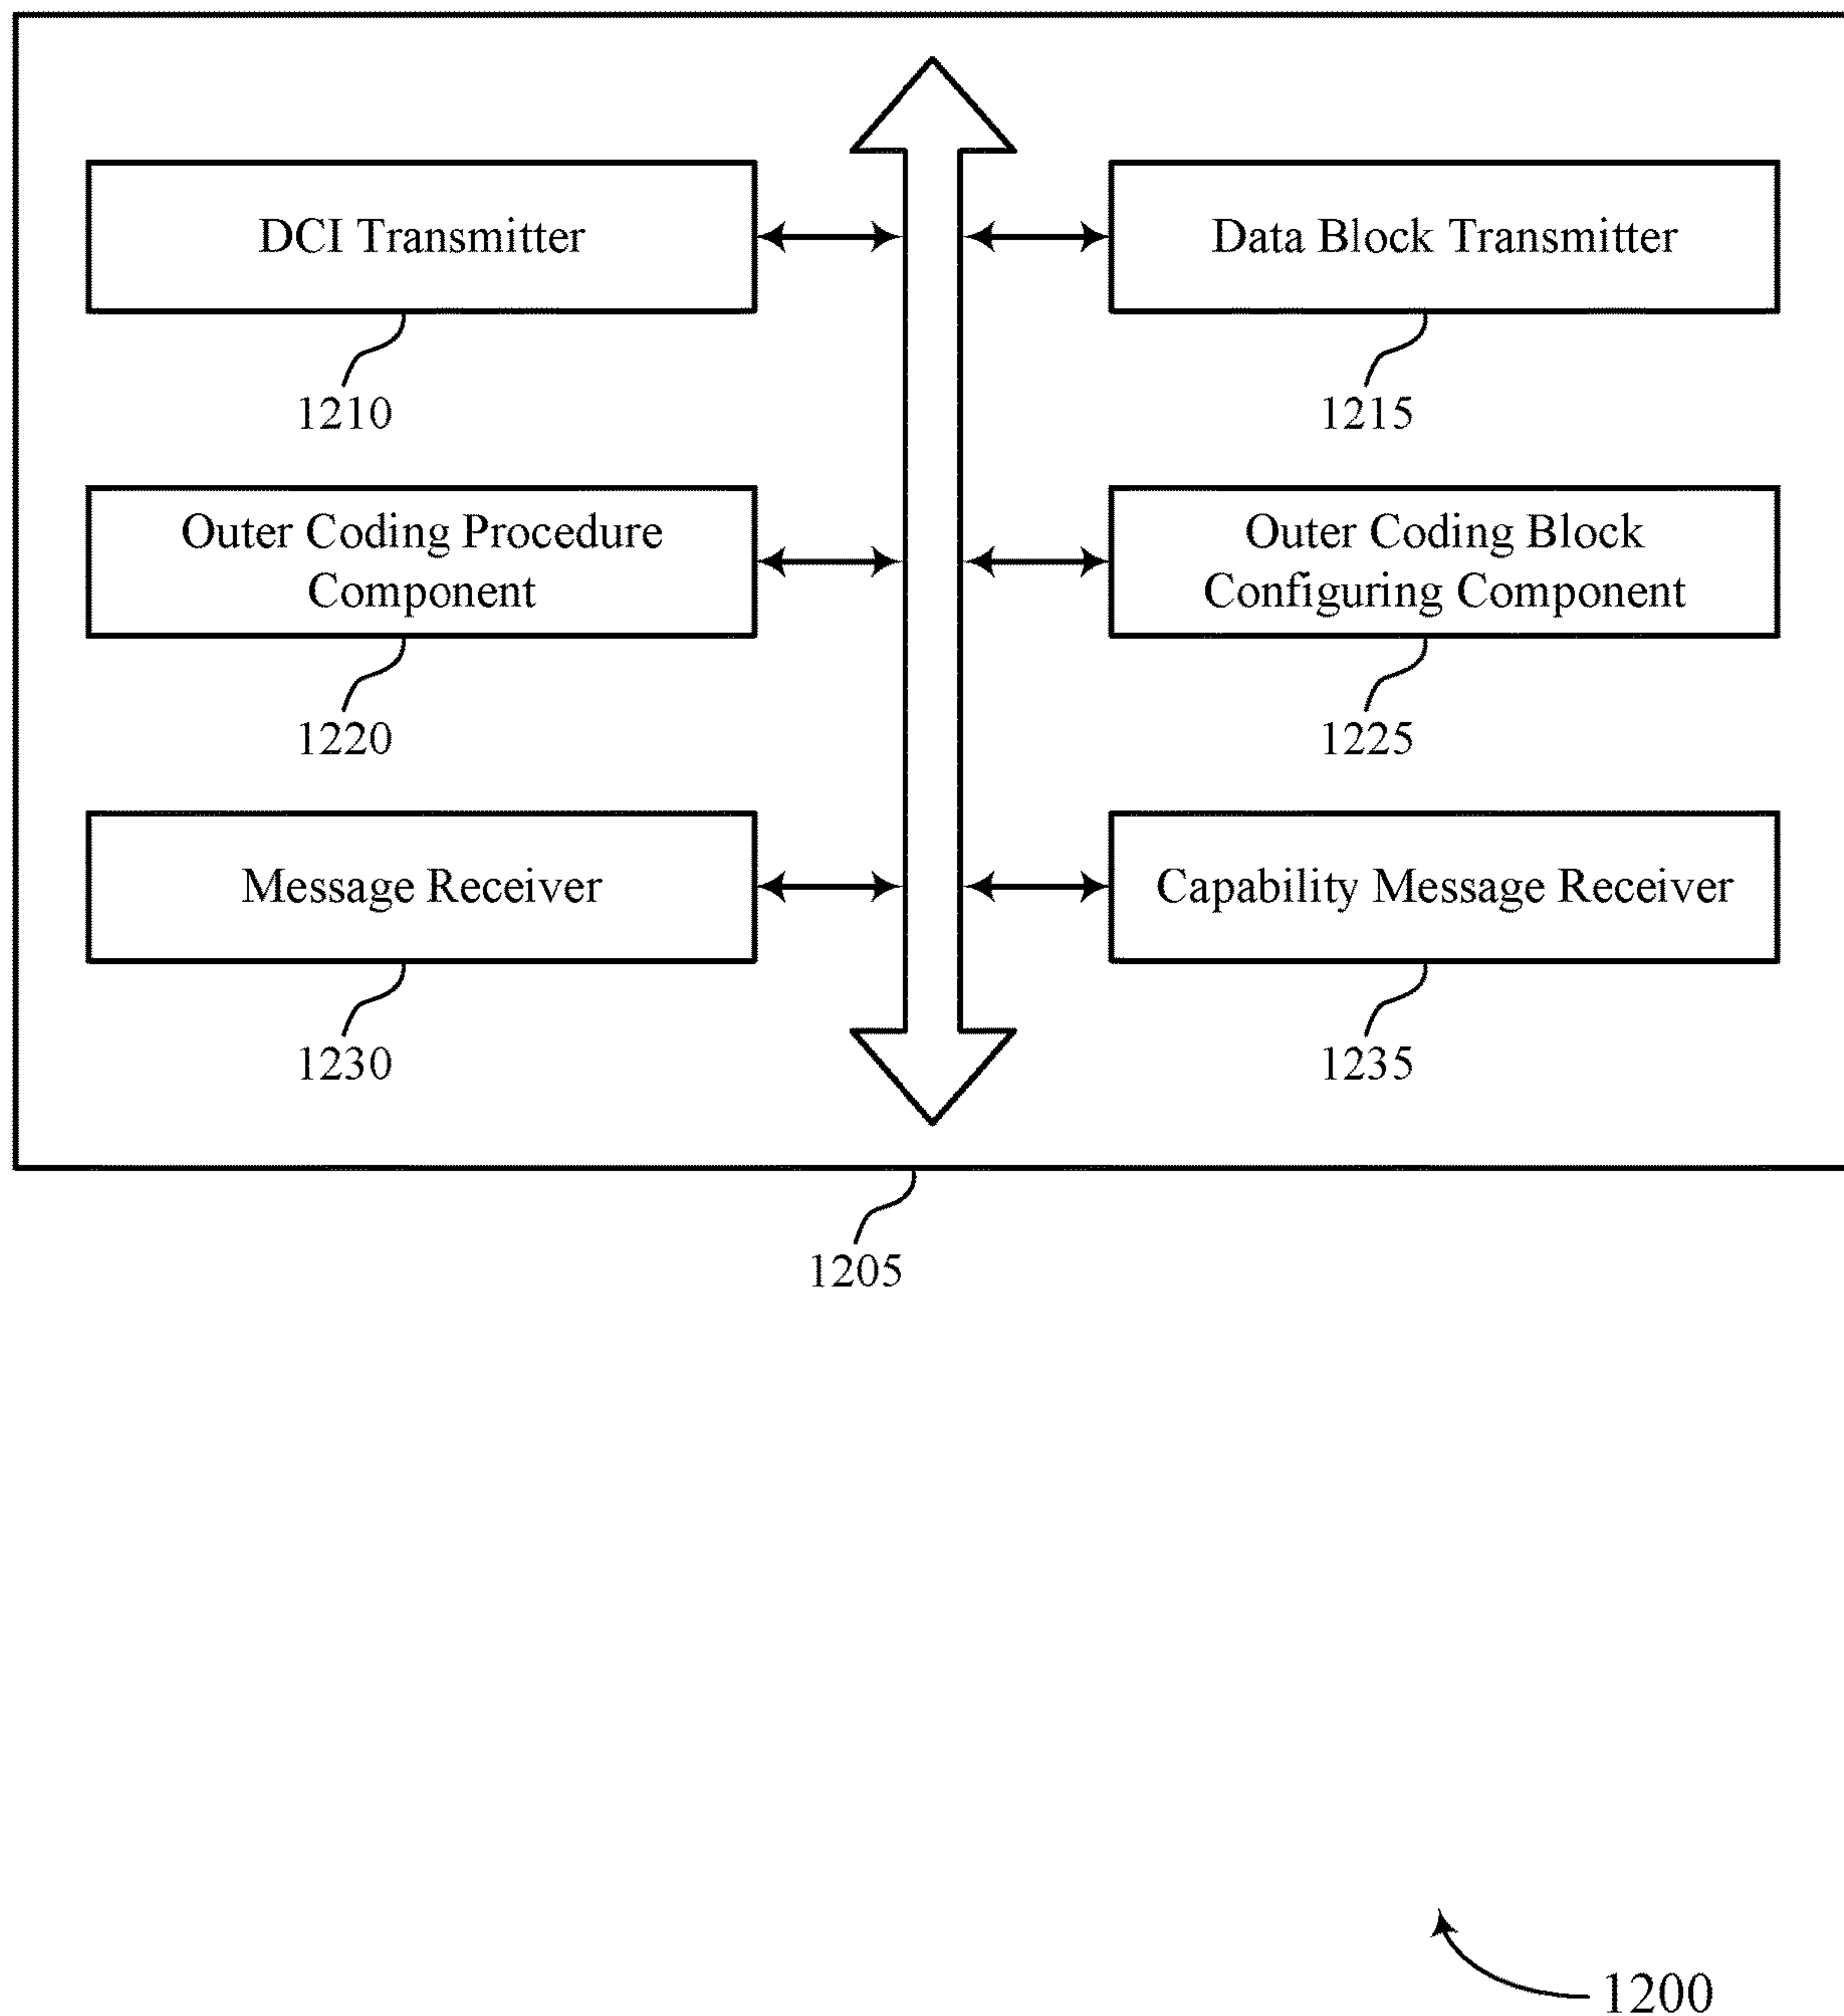 DCI Transmitter
1210
Data Block Transmitter
1215
Outer Coding Procedure
Component
1220
Outer Coding Block
Configuring Component
1225
Message Receiver
1230
Capability Message Receiver
1235
1205
1200